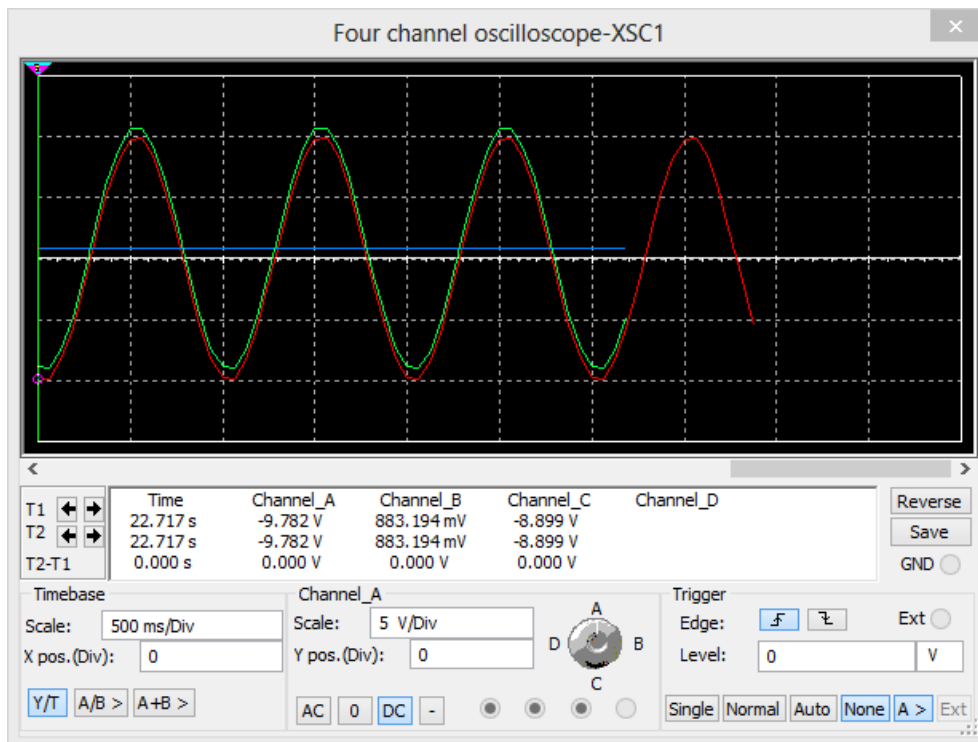 Four channel oscilloscope-XSC1
T1
T2
T2-T1
Time Channel_A Channel_B Channel_C Channel_D
22.717 s -9.782 V 883.194 mV -8.899 V
22.717 s -9.782 V 883.194 mV -8.899 V
0.000 s 0.000 V 0.000 V 0.000 V
Reverse
Save
GND
Timebase
Scale: 500 ms/Div
X pos.(Div): 0
Y/T A/B > A+B >
Channel_A
Scale: 5 V/Div
Y pos.(Div): 0
AC 0 DC -
A
D B
C
Trigger
Edge: Ext
Level: 0 V
Single Normal Auto None A > Ext